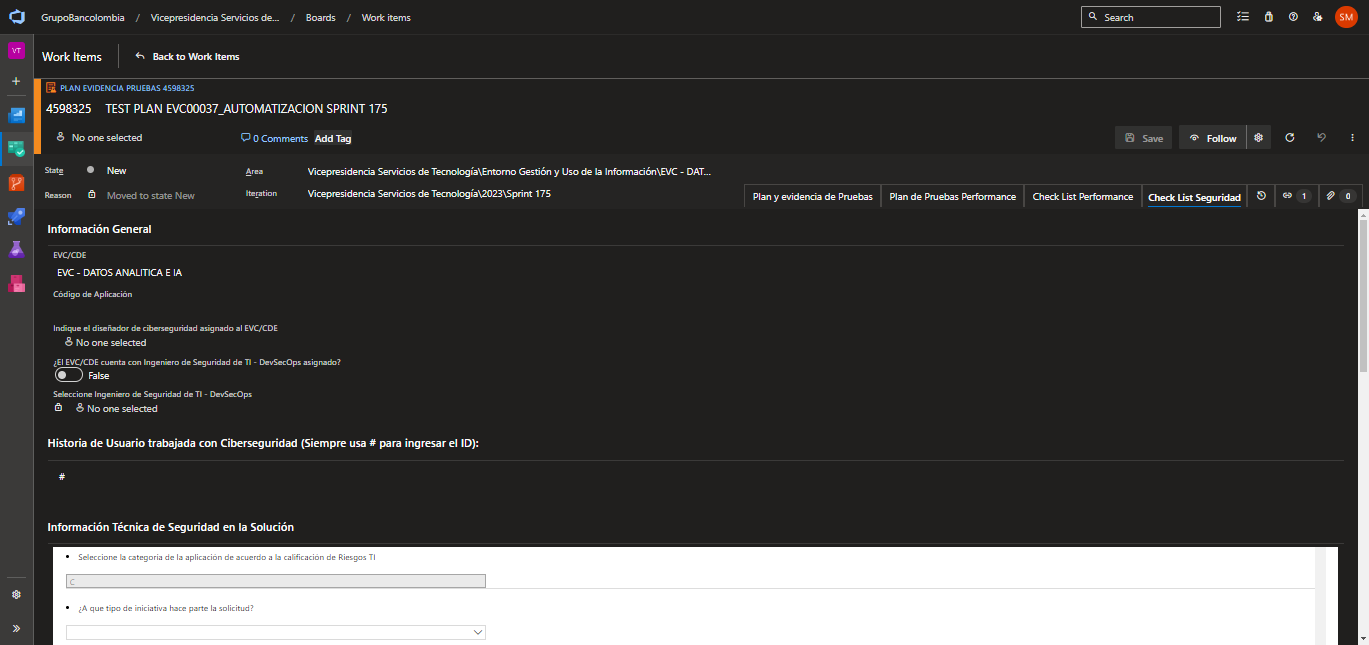 GrupoBancolombia / Vicepresidencia Servicios de... / Boards / Work items
Search
SM
VT
Work Items
Back to Work Items
PLAN EVIDENCIA PRUEBAS 4598325
4598325 TEST PLAN EVC00037_AUTOMATIZACION SPRINT 175
No one selected
0 Comments
Add Tag
Save
Follow
State New
Area Vicepresidencia Servicios de Tecnología\Entorno Gestión y Uso de la Información\EVC - DAT...
Reason Moved to state New
Iteration Vicepresidencia Servicios de Tecnología\2023\Sprint 175
Plan y evidencia de Pruebas
Plan de Pruebas Performance
Check List Performance
Check List Seguridad
1
0
Información General
EVC/CDE
EVC - DATOS ANALITICA E IA
Código de Aplicación
Indique el diseñador de ciberseguridad asignado al EVC/CDE
No one selected
¿El EVC/CDE cuenta con Ingeniero de Seguridad de TI - DevSecOps asignado?
False
Seleccione Ingeniero de Seguridad de TI - DevSecOps
No one selected
Historia de Usuario trabajada con Ciberseguridad (Siempre usa # para ingresar el ID):
#
Información Técnica de Seguridad en la Solución
• Seleccione la categoria de la aplicación de acuerdo a la calificación de Riesgos TI
C
• ¿A que tipo de iniciativa hace parte la solicitud?